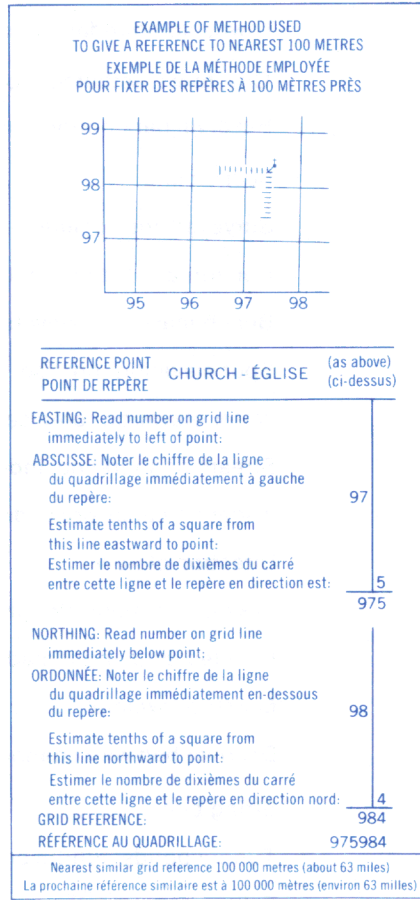 EXAMPLE OF METHOD USED
TO GIVE A REFERENCE TO NEAREST 100 METRES
EXEMPLE DE LA MÉTHODE EMPLOYÉE
POUR FIXER DES REPÈRES À 100 MÈTRES PRÈS
99
98
97
95 96 97 98
REFERENCE POINT
POINT DE REPÈRE
CHURCH - ÉGLISE
(as above)
(ci-dessus)
EASTING: Read number on grid line
immediately to left of point:
ABSCISSE: Noter le chiffre de la ligne
du quadrillage immédiatement à gauche
du repère: 97
Estimate tenths of a square from
this line eastward to point:
Estimer le nombre de dixièmes du carré
entre cette ligne et le repère en direction est: 5
975
NORTHING: Read number on grid line
immediately below point:
ORDONNÉE: Noter le chiffre de la ligne
du quadrillage immédiatement en-dessous
du repère: 98
Estimate tenths of a square from
this line northward to point:
Estimer le nombre de dixièmes du carré
entre cette ligne et le repère en direction nord: 4
GRID REFERENCE: 984
RÉFÉRENCE AU QUADRILLAGE: 975984
Nearest similar grid reference 100 000 metres (about 63 miles)
La prochaine référence similaire est à 100 000 mètres (environ 63 milles)